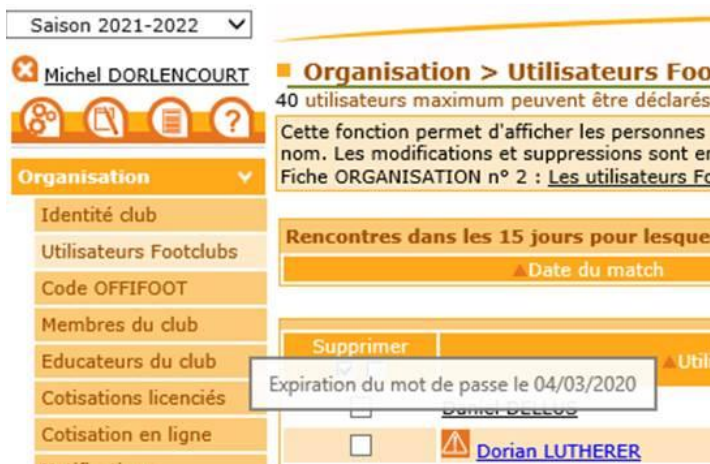 Saison 2021-2022
Michel DORLENCOURT
Organisation
Identité club
Utilisateurs Footclubs
Code OFFIFOOT
Membres du club
Educateurs du club
Cotisations licenciés
Cotisation en ligne
Organisation > Utilisateurs Foo
40 utilisateurs maximum peuvent être déclarés
Cette fonction permet d'afficher les personnes
nom. Les modifications et suppressions sont e
Fiche ORGANISATION n° 2 : Les utilisateurs Fo
Rencontres dans les 15 jours pour lesque
Date du match
Supprimer
Utili
Expiration du mot de passe le 04/03/2020
Daniel DELLUS
Dorian LUTHERER